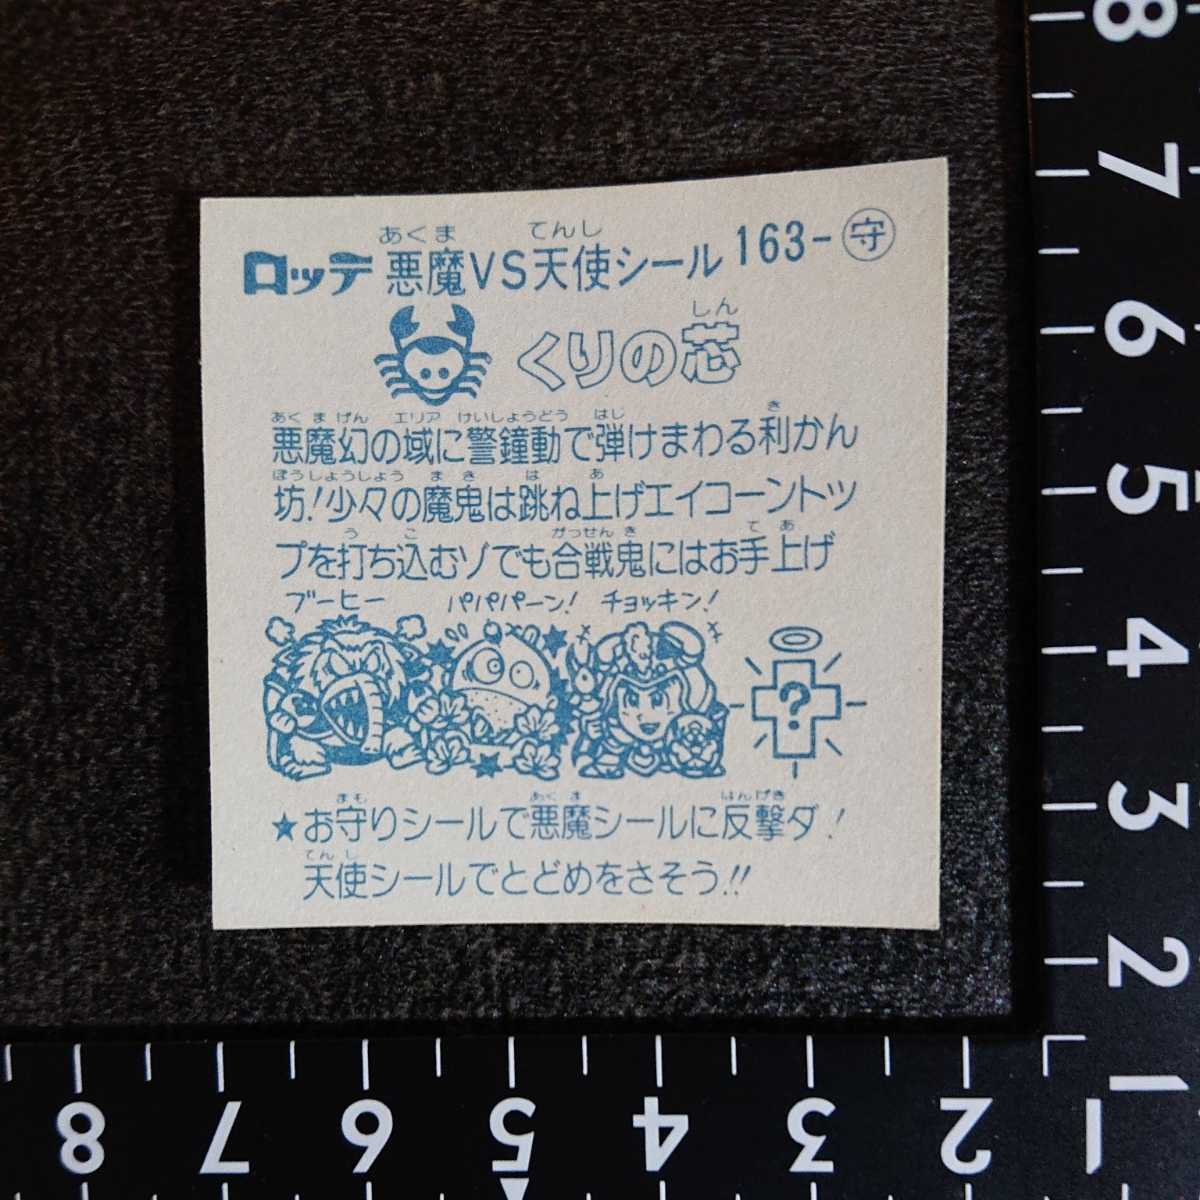 あくま てんし
ロッテ 悪魔VS天使シール 163-守
しん
くりの芯
あくまげん エリア けいしょうどう はじ き
悪魔幻の域に警鐘動で弾けまわる利かん
ぼうしょうしょう まき は あ
坊!少々の魔鬼は跳ね上げエイコーントツ
う こ がっせんき てあ
プを打ち込むゾでも合戦鬼にはお手上げ
ブーヒー パパパーン! チョッキン!
?
まも あくま はんげき
★お守りシールで悪魔シールに反撃ダ!
てんし
天使シールでとどめをさそう!!
8
7
6
5
4
3
2
1
8 7 6 5 4 3 2 1